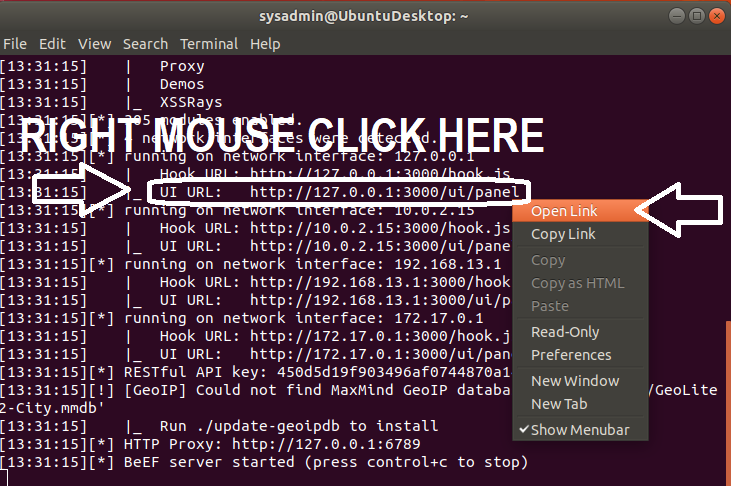 sysadmin@UbuntuDesktop: ~
File Edit View Search Terminal Help
[13:31:15] | Proxy
[13:31:15] | Demos
[13:31:15] |_ XSSRays
[13:31:15][*] 305 modules enabled.
RIGHT MOUSE CLICK HERE
[13:31:15][*] 4 network interfaces were detected.
[13:31:15][*] running on network interface: 127.0.0.1
[13:31:15] | Hook URL: http://127.0.0.1:3000/hook.js
[13:31:15] |_ UI URL: http://127.0.0.1:3000/ui/panel
[13:31:15][*] running on network interface: 10.0.2.15
[13:31:15] | Hook URL: http://10.0.2.15:3000/hook.js
[13:31:15] |_ UI URL: http://10.0.2.15:3000/ui/pane
[13:31:15][*] running on network interface: 192.168.13.1
[13:31:15] | Hook URL: http://192.168.13.1:3000/hook
[13:31:15] |_ UI URL: http://192.168.13.1:3000/ui/p
[13:31:15][*] running on network interface: 172.17.0.1
[13:31:15] | Hook URL: http://172.17.0.1:3000/hook.j
[13:31:15] |_ UI URL: http://172.17.0.1:3000/ui/pane
[13:31:15][*] RESTful API key: 450d5d19f903496af0744870a1
[13:31:15][!] [GeoIP] Could not find MaxMind GeoIP databa /GeoLite
2-City.mmdb'
[13:31:15] |_ Run ./update-geoipdb to install
[13:31:15][*] HTTP Proxy: http://127.0.0.1:6789
[13:31:15][*] BeEF server started (press control+c to stop)
Open Link
Copy Link
Copy
Copy as HTML
Paste
Read-Only
Preferences
New Window
New Tab
Show Menubar